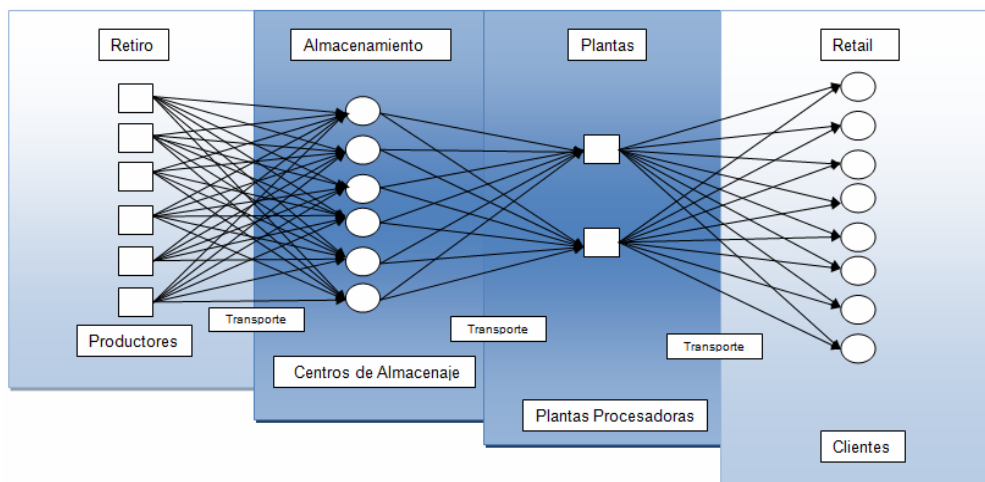 Retiro
Almacenamiento
Plantas
Retail
Transporte
Transporte
Transporte
Productores
Centros de Almacenaje
Plantas Procesadoras
Clientes